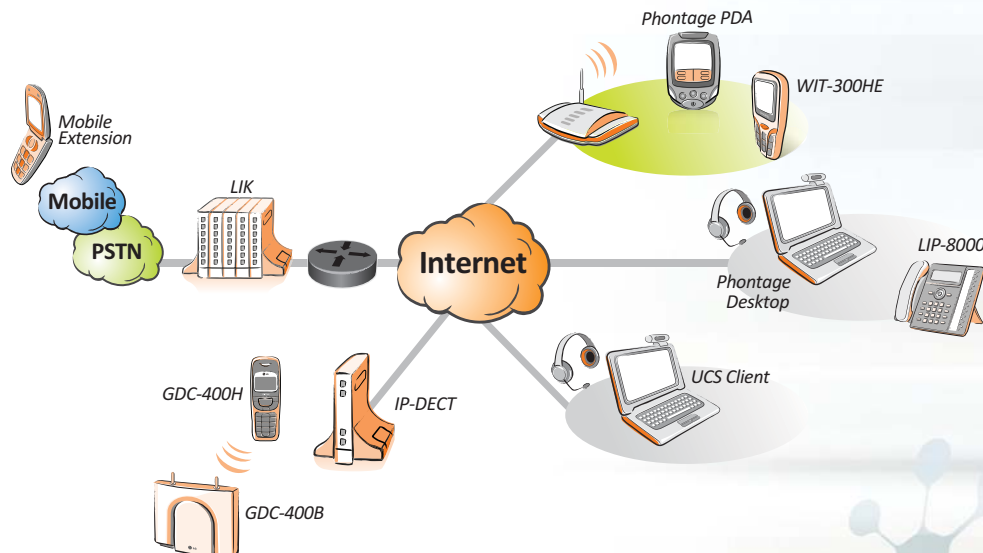 Phontage PDA
WIT-300HE
Mobile
Extension
LIK
Mobile
PSTN
Internet
LIP-8000
Phontage
Desktop
UCS Client
GDC-400H
IP-DECT
GDC-400B